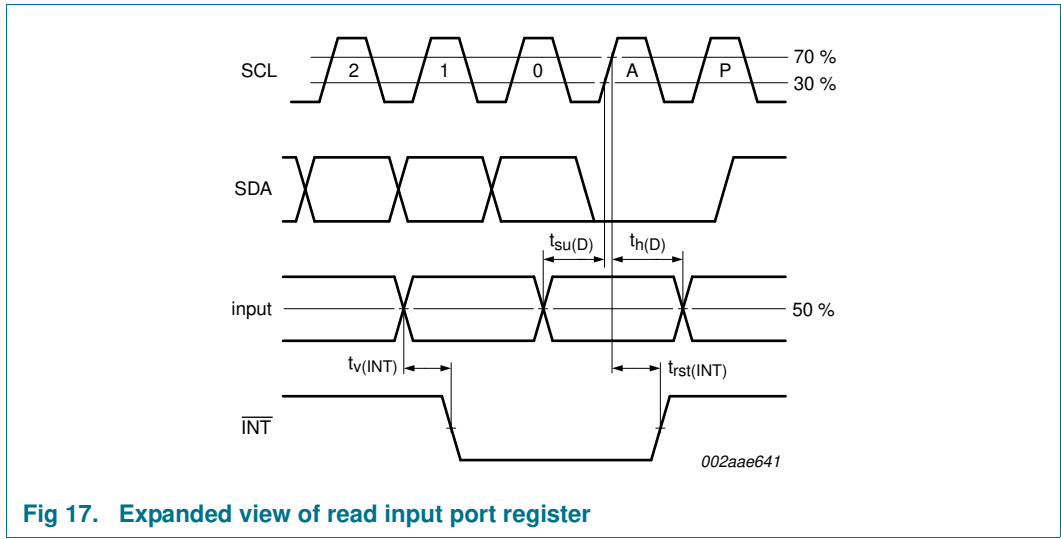 SCL 2 1 0 A P 70 %
30 %
SDA
tsu(D) th(D)
input 50 %
tv(INT) trst(INT)
INT
002aae641
Fig 17. Expanded view of read input port register